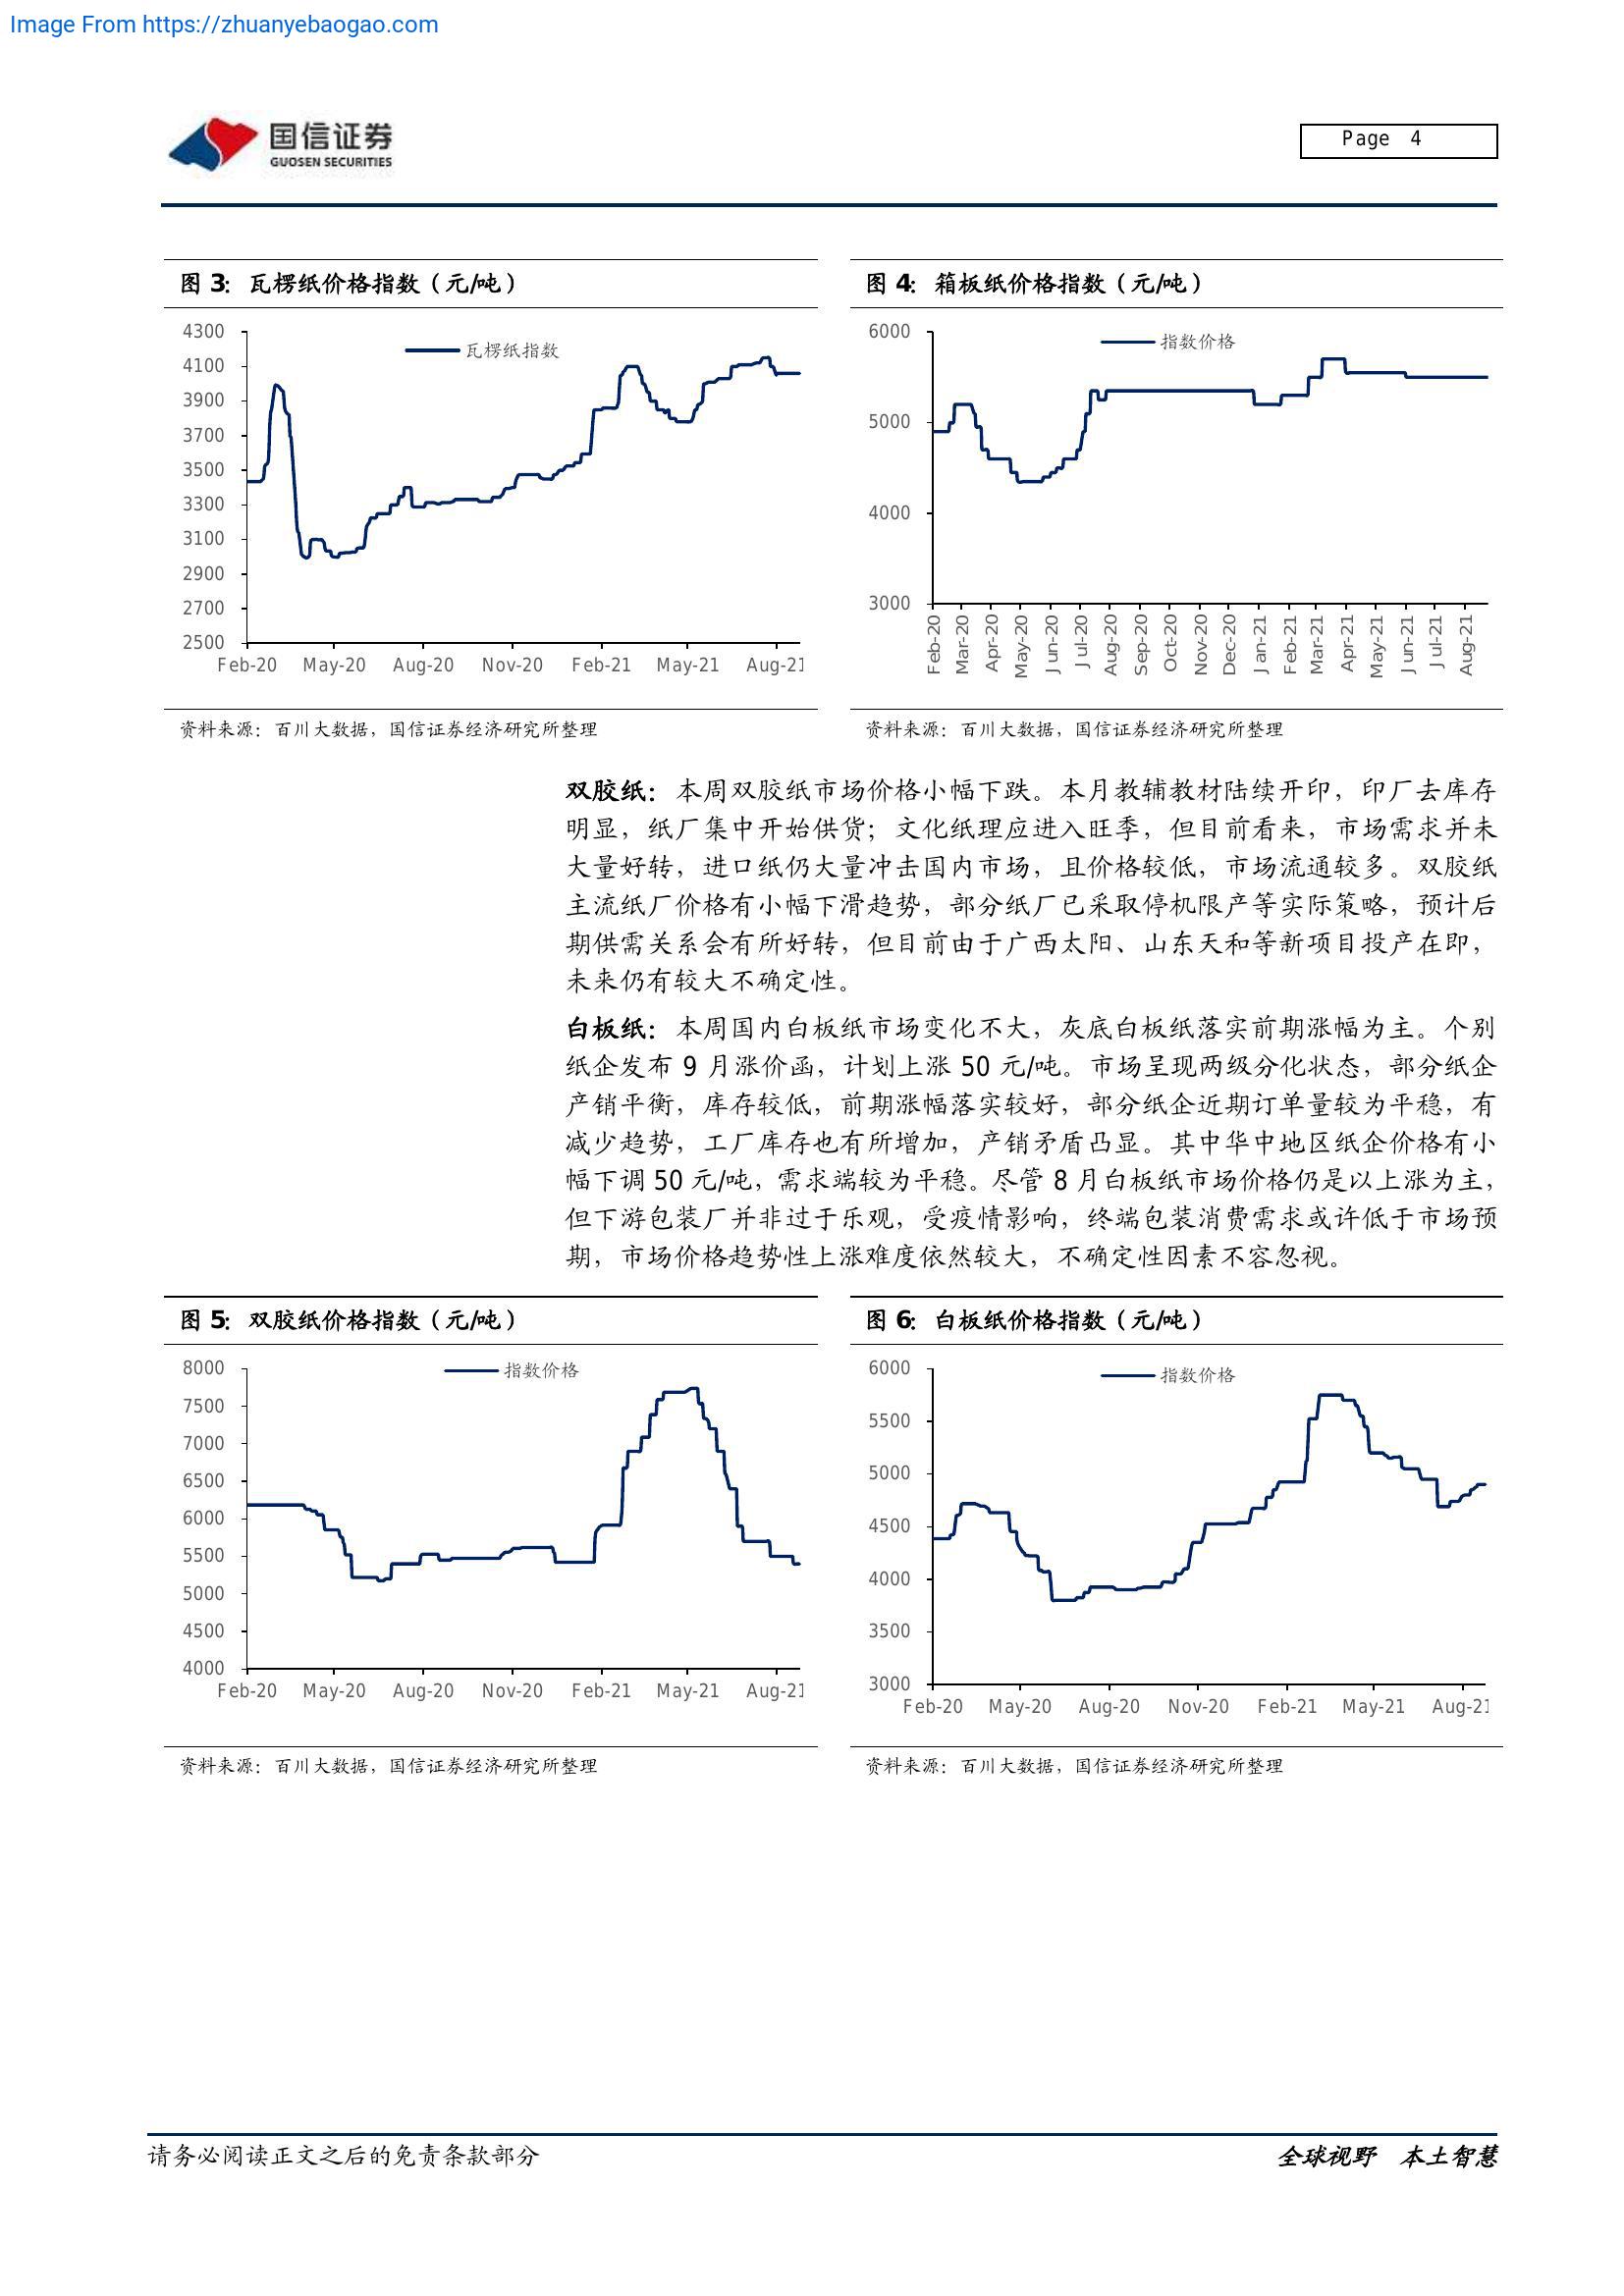 Image From https://zhuanyebaogao.com
国信证券
GUOSEN SECURITIES
Page 4
图 3：瓦楞纸价格指数（元/吨）
4300
4100
3900
3700
3500
3300
3100
2900
2700
2500
瓦楞纸指数
Feb-20 May-20 Aug-20 Nov-20 Feb-21 May-21 Aug-21
资料来源：百川大数据，国信证券经济研究所整理
图 4：箱板纸价格指数（元/吨）
6000
5000
4000
3000
指数价格
Feb-20 Mar-20 Apr-20 May-20 Jun-20 Jul-20 Aug-20 Sep-20 Oct-20 Nov-20 Dec-20 Jan-21 Feb-21 Mar-21 Apr-21 May-21 Jun-21 Jul-21 Aug-21
资料来源：百川大数据，国信证券经济研究所整理
双胶纸：本周双胶纸市场价格小幅下跌。本月教辅教材陆续开印，印厂去库存
明显，纸厂集中开始供货；文化纸理应进入旺季，但目前看来，市场需求并未
大量好转，进口纸仍大量冲击国内市场，且价格较低，市场流通较多。双胶纸
主流纸厂价格有小幅下滑趋势，部分纸厂已采取停机限产等实际策略，预计后
期供需关系会有所好转，但目前由于广西太阳、山东天和等新项目投产在即，
未来仍有较大不确定性。
白板纸：本周国内白板纸市场变化不大，灰底白板纸落实前期涨幅为主。个别
纸企发布 9 月涨价函，计划上涨 50 元/吨。市场呈现两级分化状态，部分纸企
产销平衡，库存较低，前期涨幅落实较好，部分纸企近期订单量较为平稳，有
减少趋势，工厂库存也有所增加，产销矛盾凸显。其中华中地区纸企价格有小
幅下调 50 元/吨，需求端较为平稳。尽管 8 月白板纸市场价格仍是以上涨为主，
但下游包装厂并非过于乐观，受疫情影响，终端包装消费需求或许低于市场预
期，市场价格趋势性上涨难度依然较大，不确定性因素不容忽视。
图 5：双胶纸价格指数（元/吨）
8000
7500
7000
6500
6000
5500
5000
4500
4000
指数价格
Feb-20 May-20 Aug-20 Nov-20 Feb-21 May-21 Aug-21
资料来源：百川大数据，国信证券经济研究所整理
图 6：白板纸价格指数（元/吨）
6000
5500
5000
4500
4000
3500
3000
指数价格
Feb-20 May-20 Aug-20 Nov-20 Feb-21 May-21 Aug-21
资料来源：百川大数据，国信证券经济研究所整理
请务必阅读正文之后的免责条款部分
全球视野 本土智慧